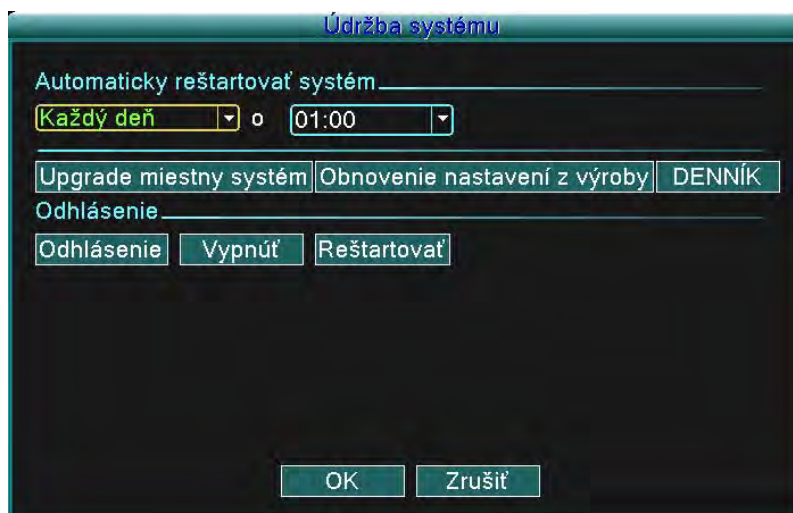 Údržba systému
Automaticky reštartovať systém
Každý deň o 01:00
Upgrade miestny systém Obnovenie nastavení z výroby DENNÍK
Odhlásenie
Odhlásenie Vypnúť Reštartovať
OK Zrušiť